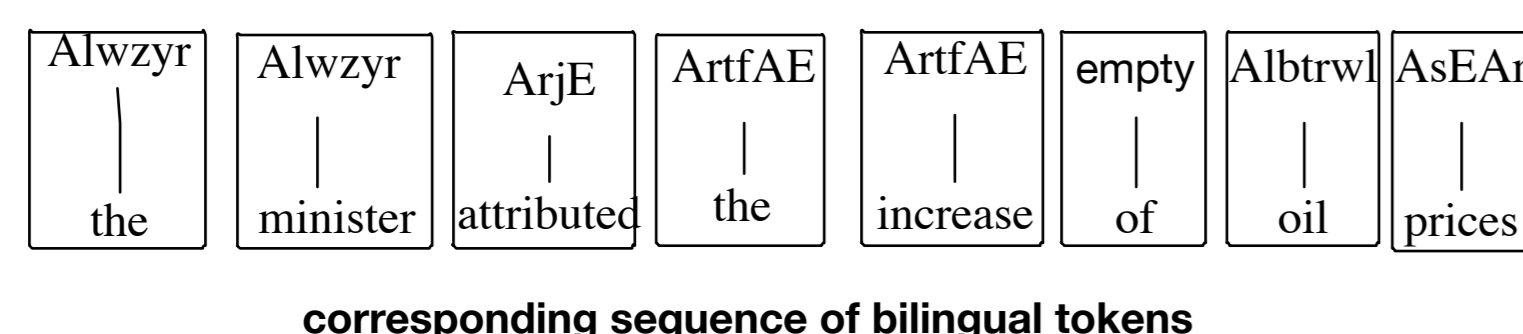 Alwzyr Alwzyr ArjE ArtfAE ArtfAE empty Albtrwl
the minister attributed the increase of oil prices
corresponding sequence of bilingual tokens